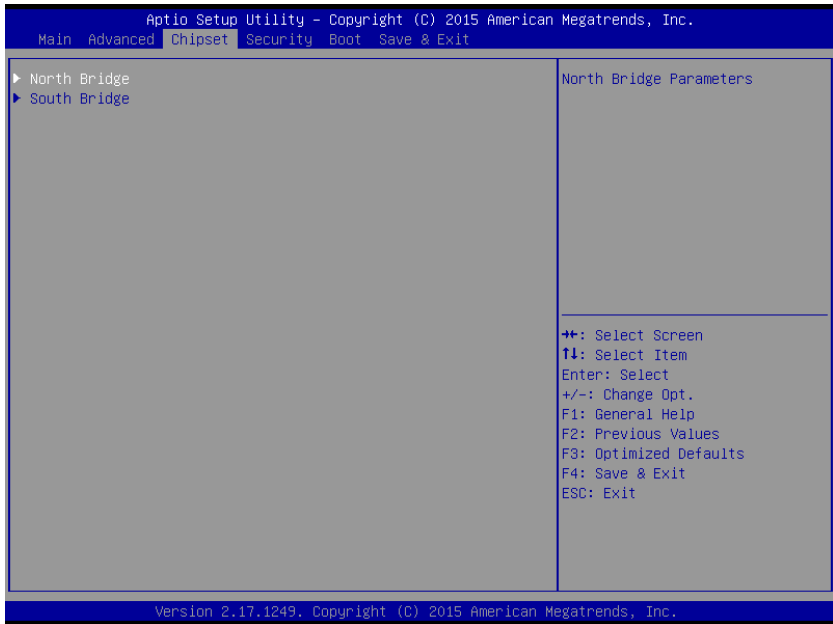 Aptio Setup Utility – Copyright (C) 2015 American Megatrends, Inc.
Main Advanced Chipset Security Boot Save & Exit
North Bridge
South Bridge
North Bridge Parameters
→←: Select Screen
↑↓: Select Item
Enter: Select
+/-: Change Opt.
F1: General Help
F2: Previous Values
F3: Optimized Defaults
F4: Save & Exit
ESC: Exit
Version 2.17.1249. Copyright (C) 2015 American Megatrends, Inc.